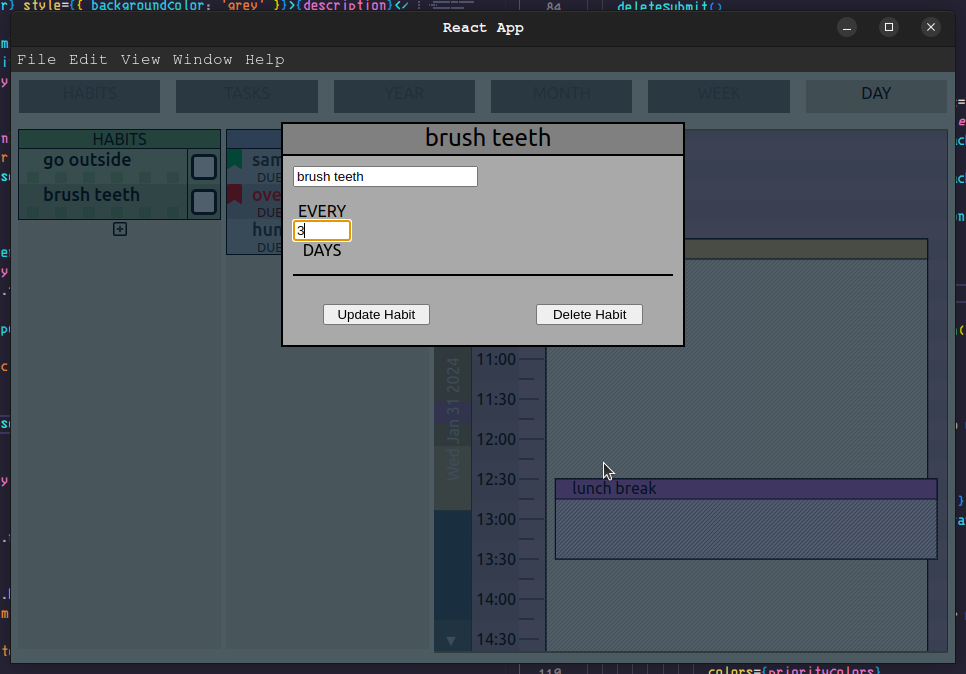 r} style={{ backgroundColor: 'grey' }}>{description}</
84
deleteSubmit()
React App
File Edit View Window Help
HABITS
TASKS
YEAR
MONTH
WEEK
DAY
HABITS
go outside
brush teeth
sam
DUE
ove
DUE
hun
DUE
brush teeth
brush teeth
EVERY
3
DAYS
Update Habit
Delete Habit
Wed Jan 31 2024
11:00
11:30
12:00
12:30
lunch break
13:00
13:30
14:00
14:30
110
colors={priorityColors}